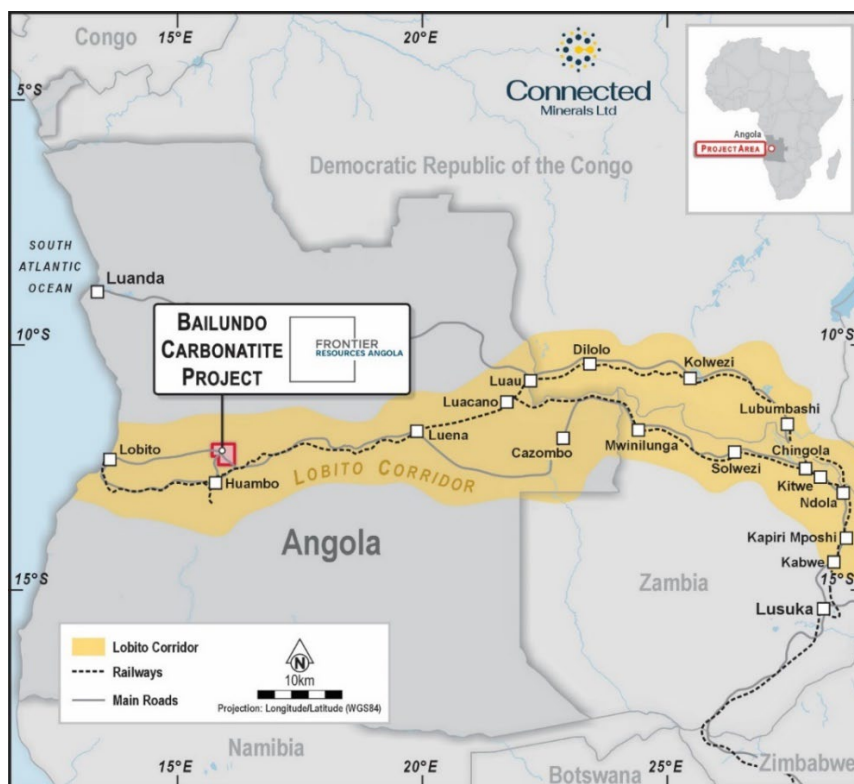 Congo
15°E
20°E
25°E
Connected
Minerals Ltd
Angola
PROJECT AREA
5°S
Democratic Republic of the Congo
SOUTH
ATLANTIC
OCEAN
Luanda
10°S
10°S
BAILUNDO
CARBONATITE
PROJECT
FRONTIER
RESOURCES ANGOLA
Dilolo
Kolwezi
Luau
Luacano
Lubumbashi
Luena
Lobito
Mwinilunga
Chingola
Cazombo
Solwezi
Kitwe
Huambo
LOBITO CORRIDOR
Ndola
Angola
Kapiri Mposhi
Kabwe
15°S
15°S
Zambia
Lusuka
Lobito Corridor
Railways
Main Roads
N
10km
Projection: Longitude/Latitude (WGS84)
Namibia
15°E
20°E
25°E
Botswana
Zimbabwe